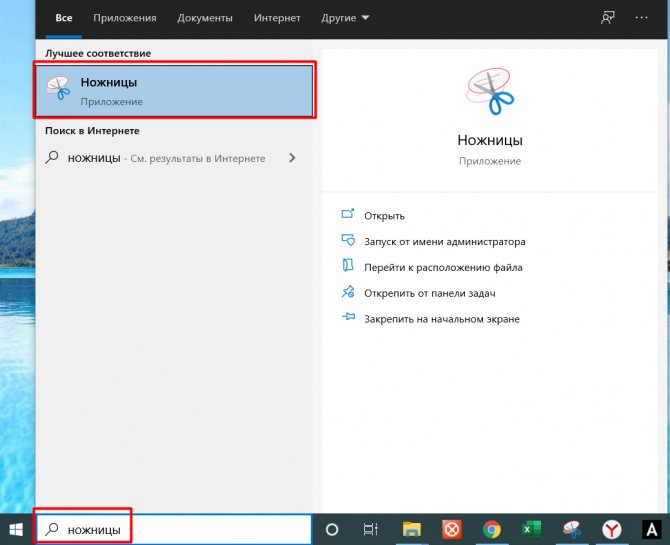 Все Приложения Документы Интернет Другие
Лучшее соответствие
Ножницы
Приложение
Поиск в Интернете
ножницы - См. результаты в Интернете
Ножницы
Приложение
Открыть
Запуск от имени администратора
Перейти к расположению файла
Открепить от панели задач
Закрепить на начальном экране
ножницы